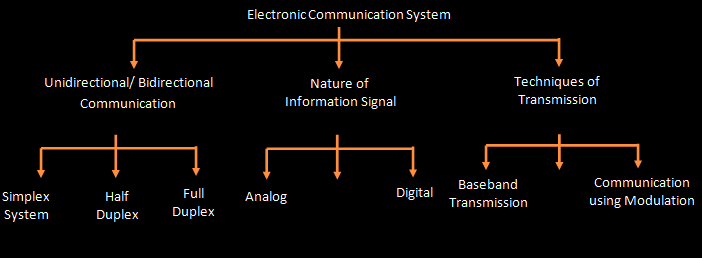 Electronic Communication System
Unidirectional/ Bidirectional
Communication
Nature of
Information Signal
Techniques of
Transmission
Simplex
System
Half
Duplex
Full
Duplex
Analog
Digital
Baseband
Transmission
Communication
using Modulation